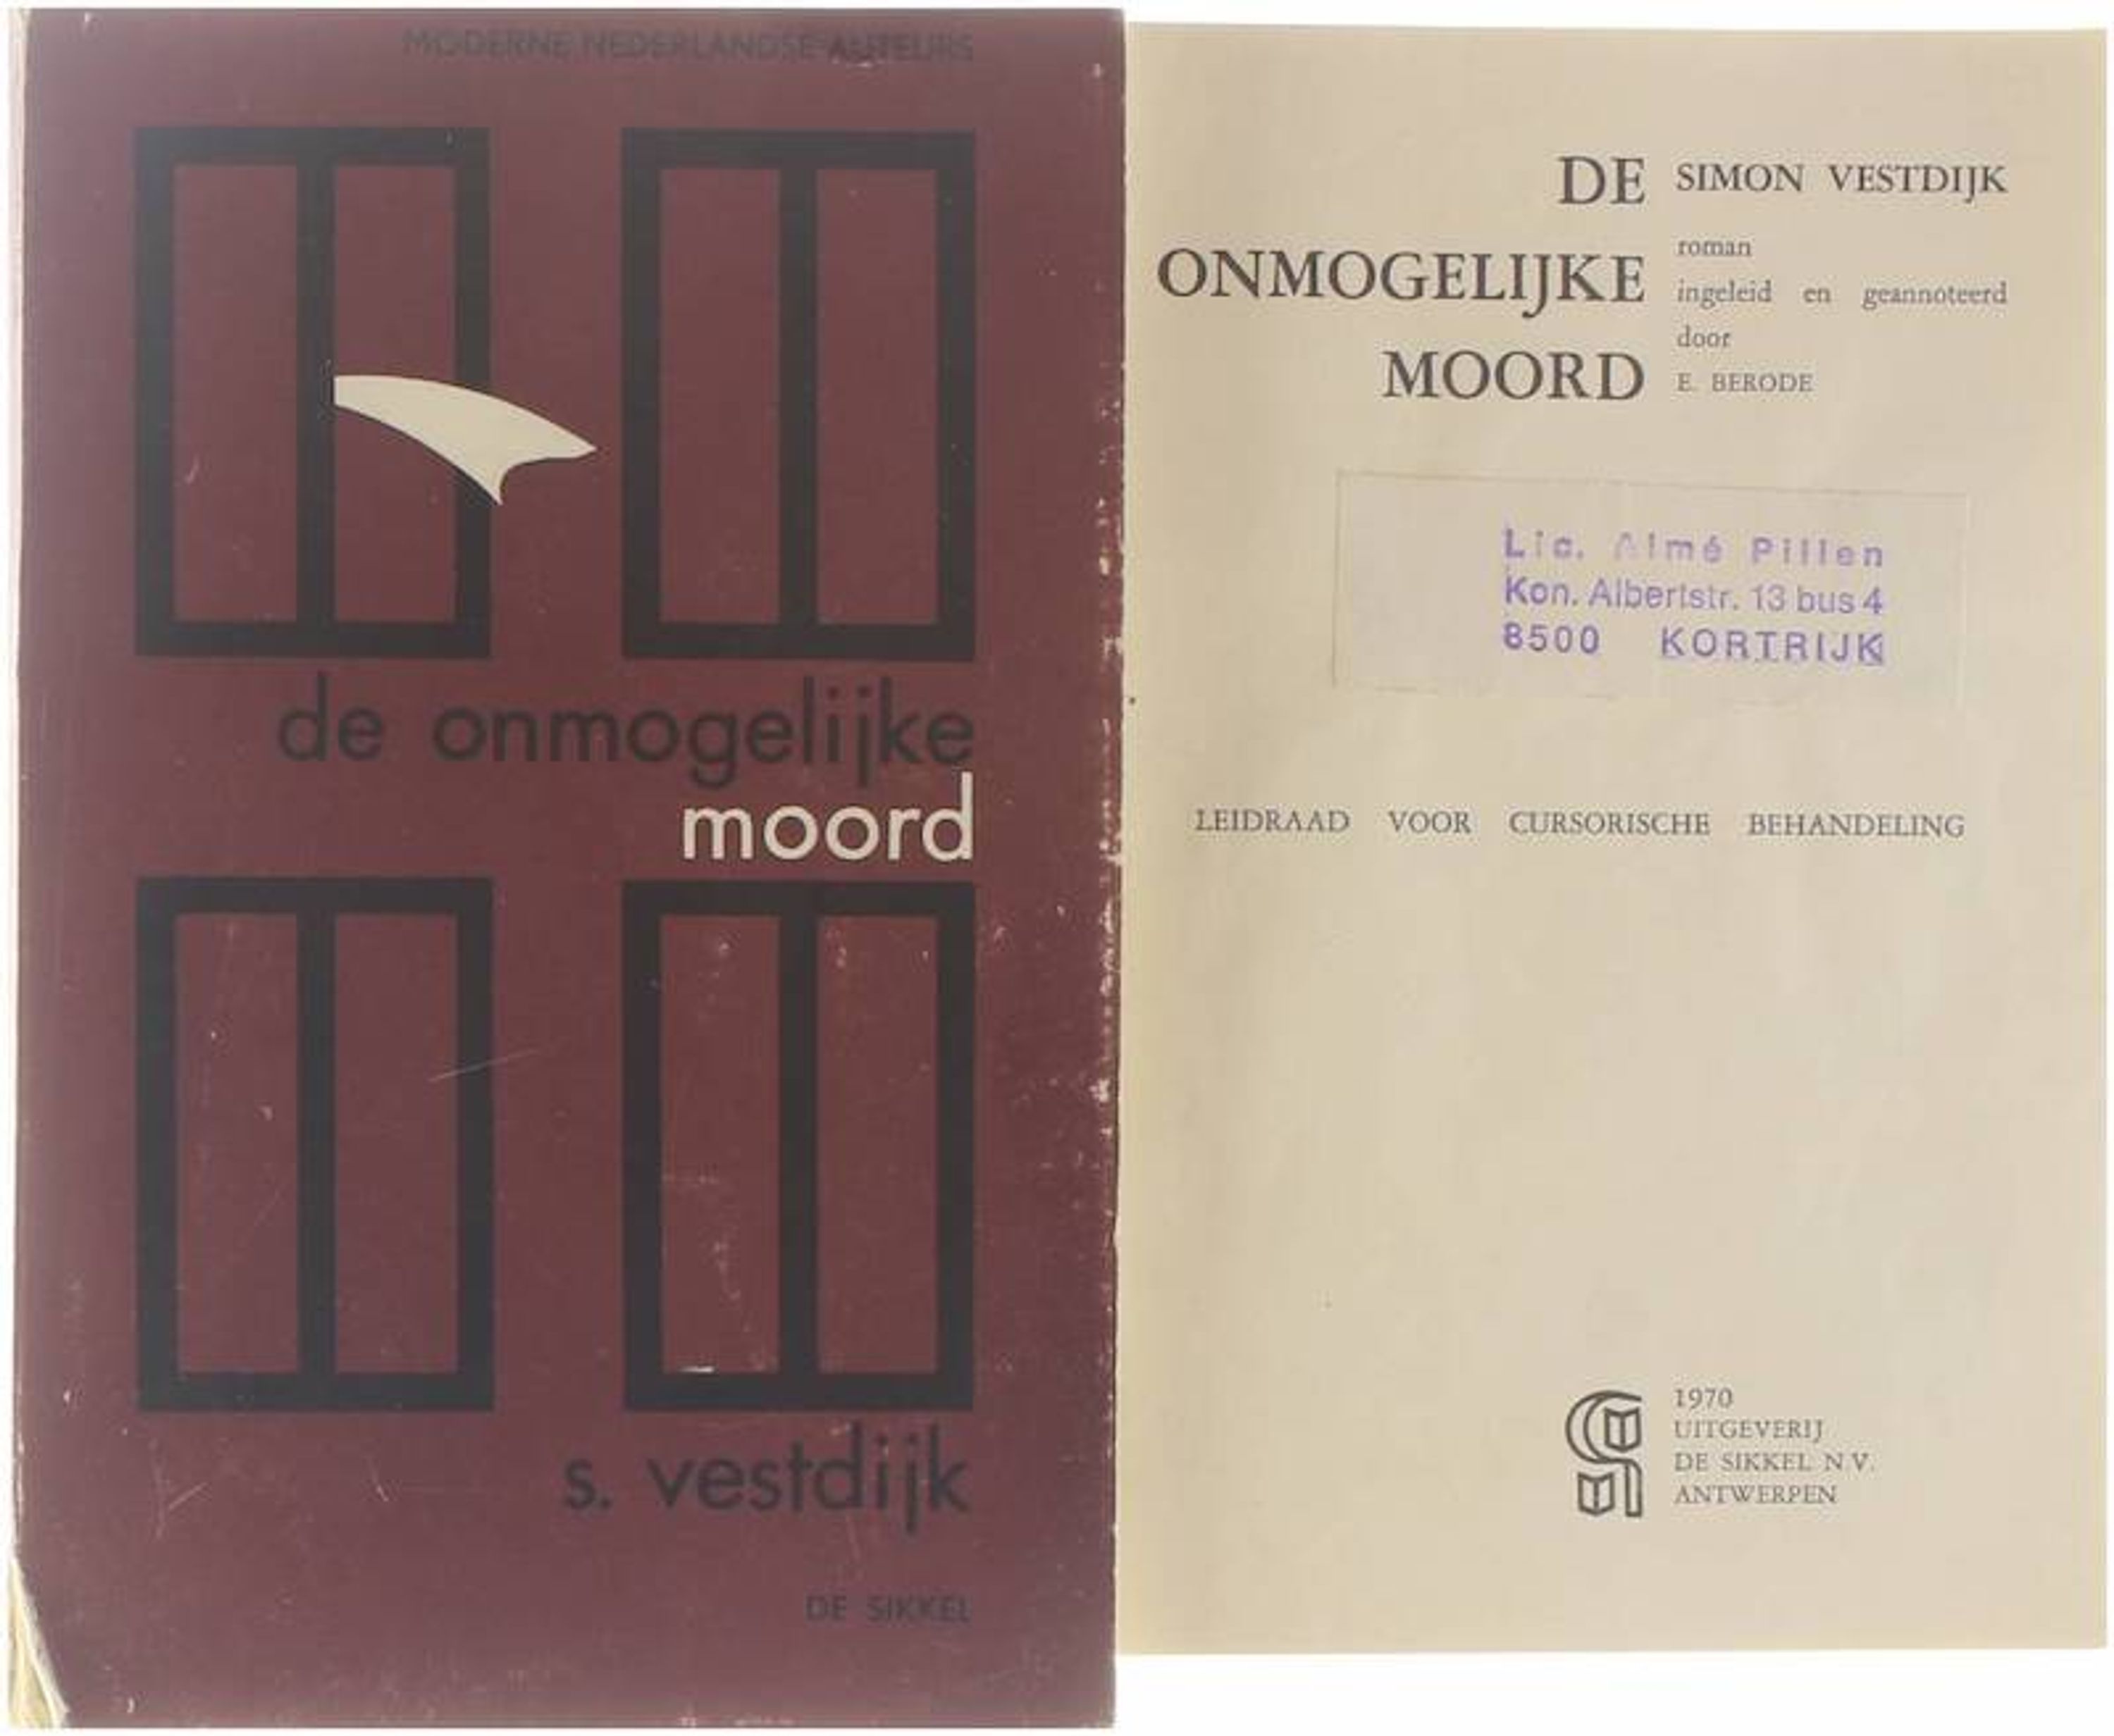 MODERNE NEDERLANDSE AUTEURS
de onmogelijke
moord
s. vestdijk
DE SIKKEL
DE
ONMOGELIJKE
MOORD
SIMON VESTDIJK
roman
ingeleid en geannoteerd
door
E. BERODE
Lic. Aimé Pillen
Kon. Albertstr. 13 bus 4
8500 KORTRIJK
LEIDRAAD VOOR CURSORISCHE BEHANDELING
1970
UITGEVERIJ
DE SIKKEL N.V.
ANTWERPEN